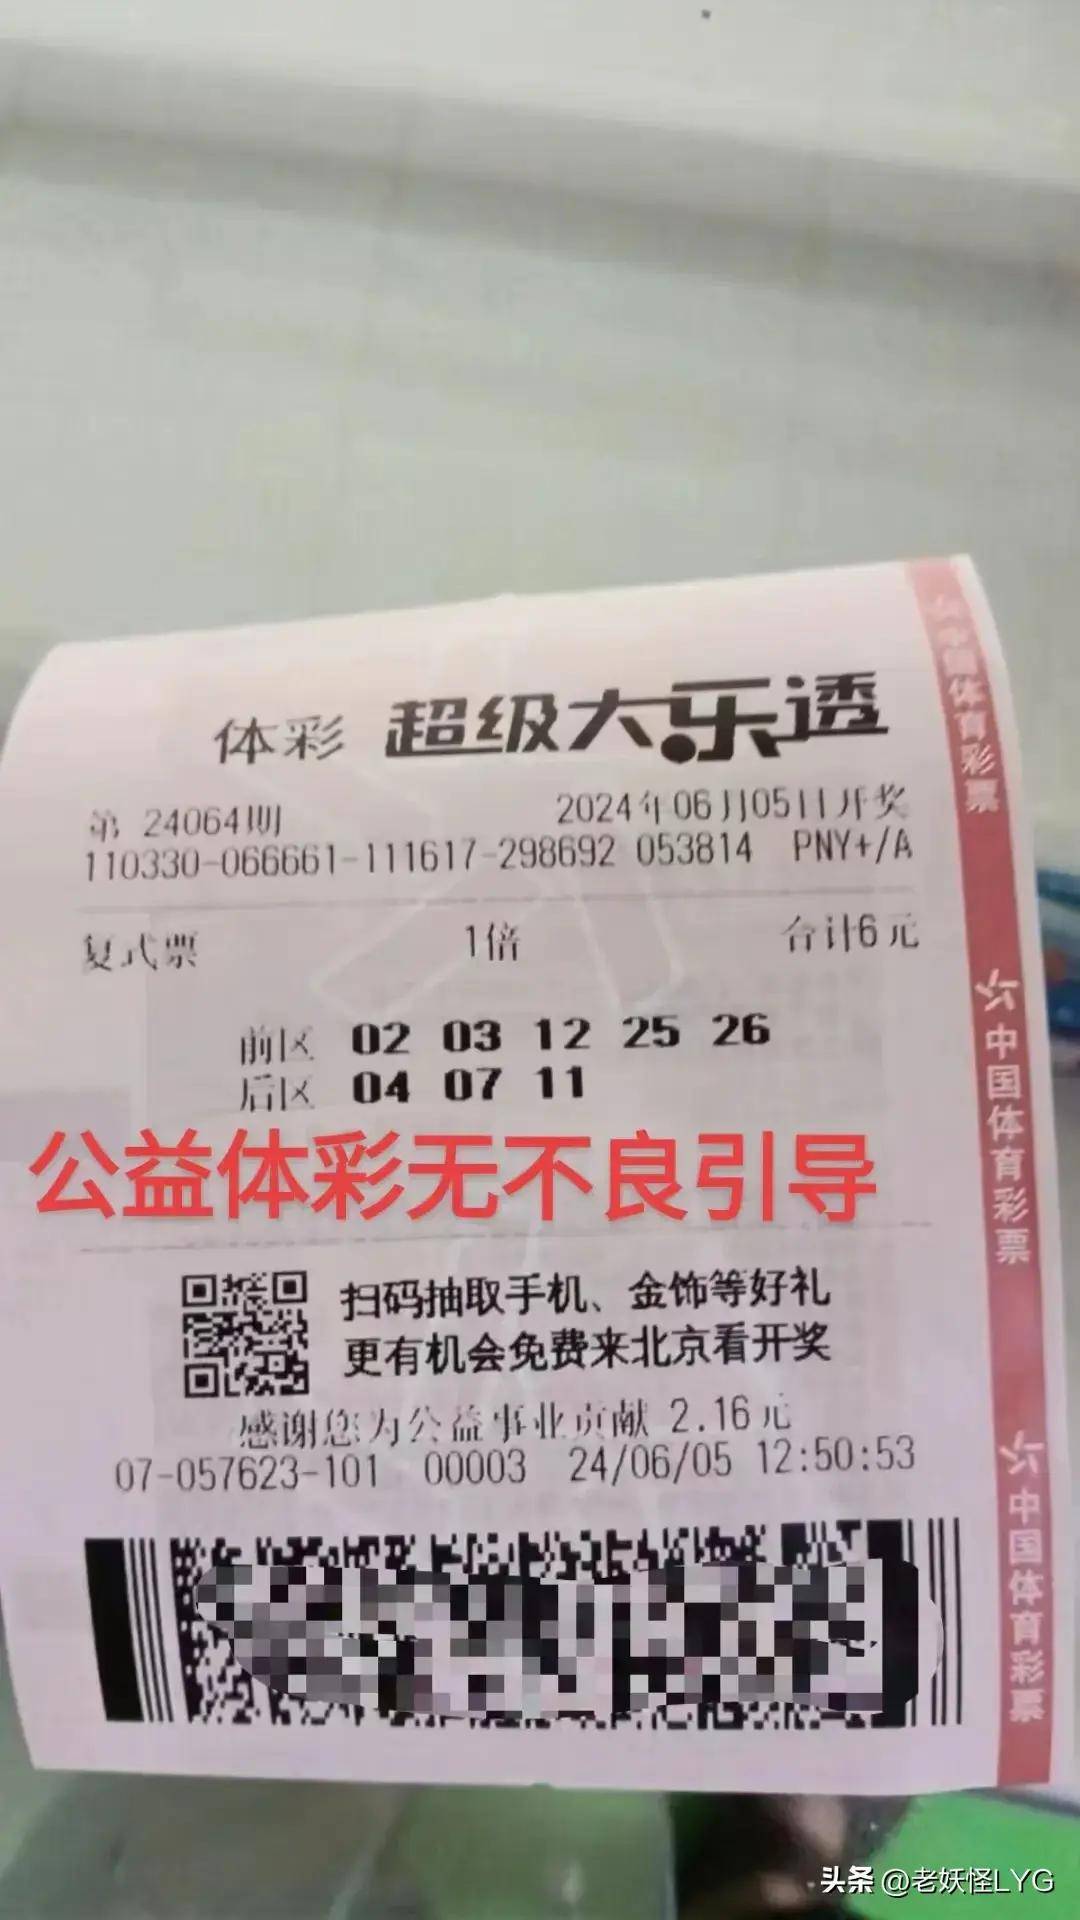 体彩 超级大乐透
第 24064期 2024年06月05日开奖
110330-066661-111617-298692 053814 PNY+/A
复式票 1倍 合计6元
前区 02 03 12 25 26
后区 04 07 11
公益体彩无不良引导
扫码抽取手机、金饰等好礼
更有机会免费来北京看开奖
感谢您为公益事业贡献 2.16元
07-057623-101 00003 24/06/05 12:50:53
中国体育彩票
中国体育彩票
中国体育彩票
头条 @老妖怪LYG